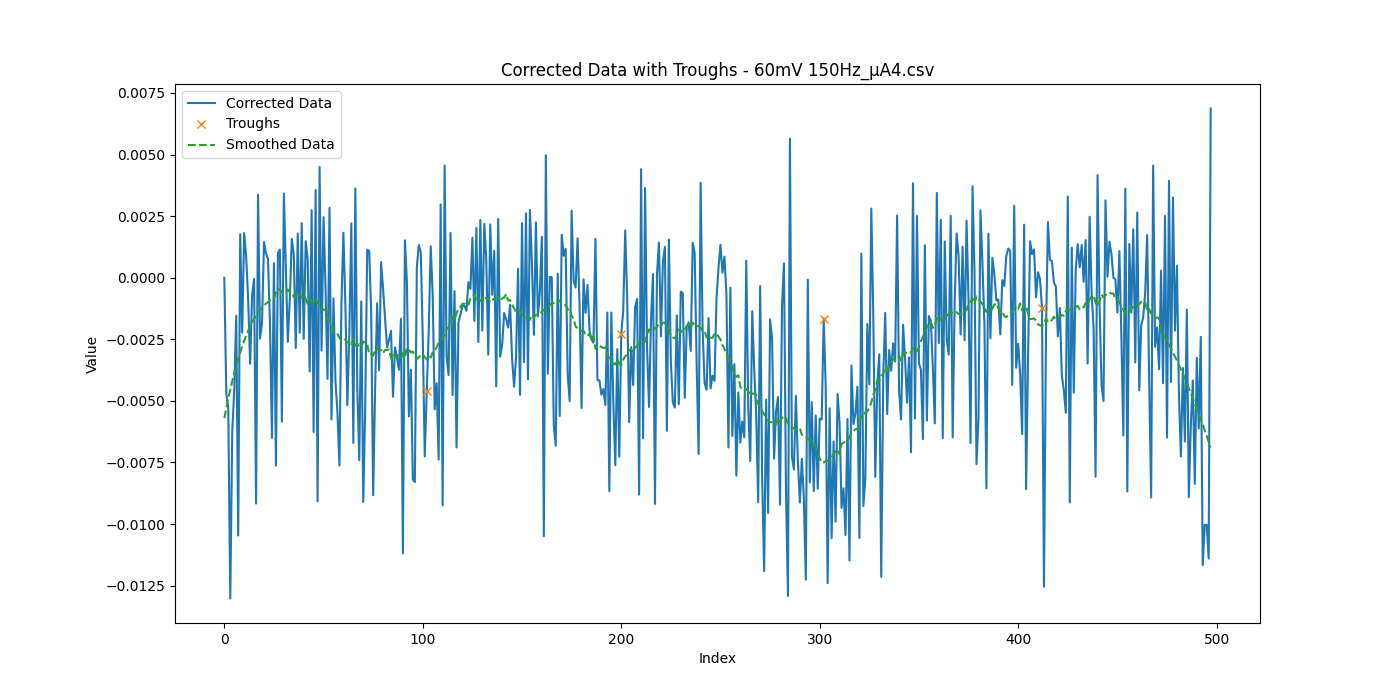 Corrected Data with Troughs - 60mV 150Hz_µA4.csv
Corrected Data
Troughs
Smoothed Data
Value
0.0075
0.0050
0.0025
0.0000
−0.0025
−0.0050
−0.0075
−0.0100
−0.0125
0
100
200
300
400
500
Index